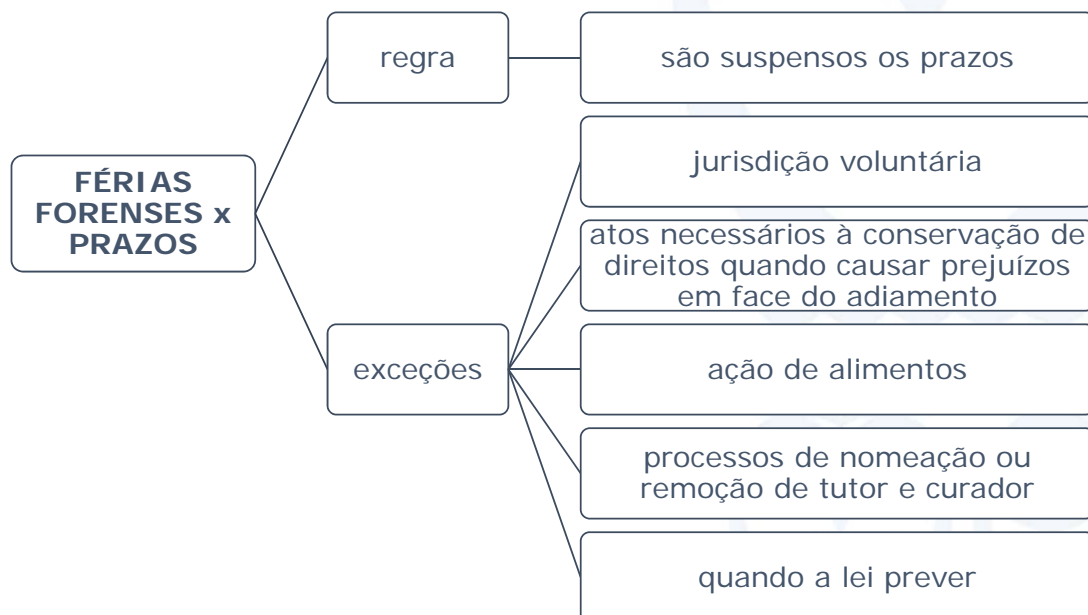 regra
são suspensos os prazos
FÉRIAS
FORENSES x
PRAZOS
exceções
jurisdição voluntária
atos necessários à conservação de
direitos quando causar prejuízos
em face do adiamento
ação de alimentos
processos de nomeação ou
remoção de tutor e curador
quando a lei prever